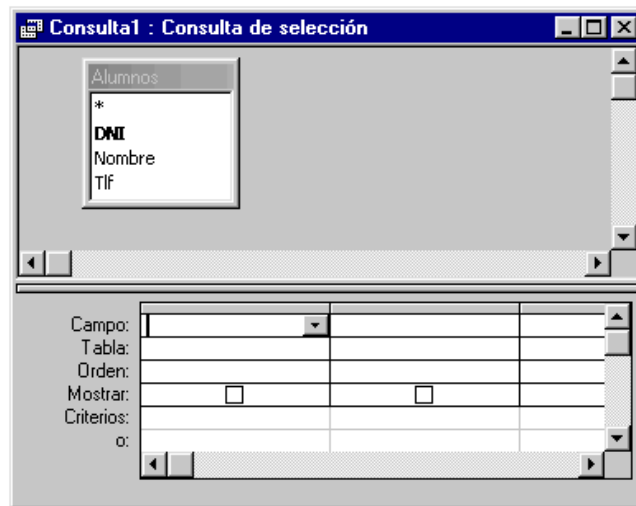 Consulta1 : Consulta de selección
Alumnos
*
DNI
Nombre
Tlf
Campo:
Tabla:
Orden:
Mostrar:
Criterios:
o: